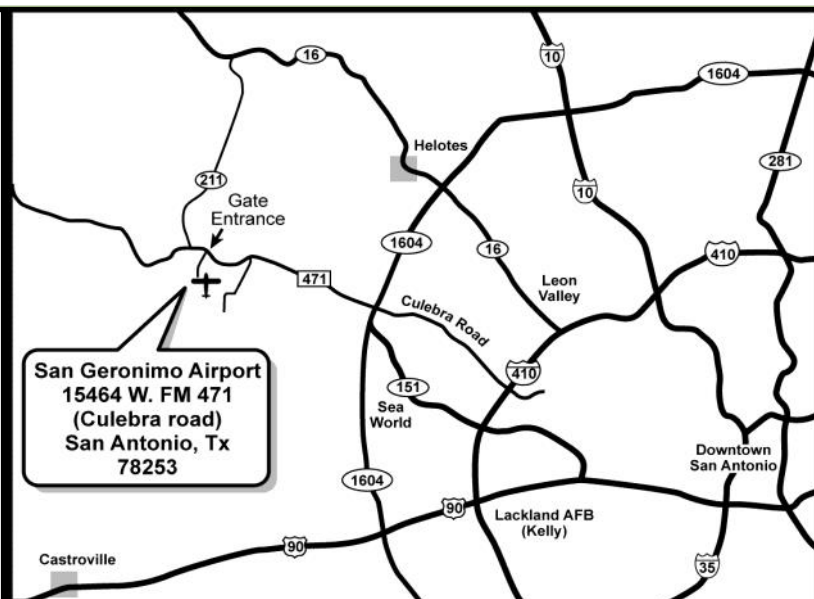 16
10
1604
Helotes
281
211
10
Gate
Entrance
1604
16
410
471
Leon
Valley
Culebra Road
San Geronimo Airport
15464 W. FM 471
(Culebra road)
San Antonio, Tx
78253
410
151
Sea
World
Downtown
San Antonio
1604
90
Lackland AFB
(Kelly)
90
Castroville
35